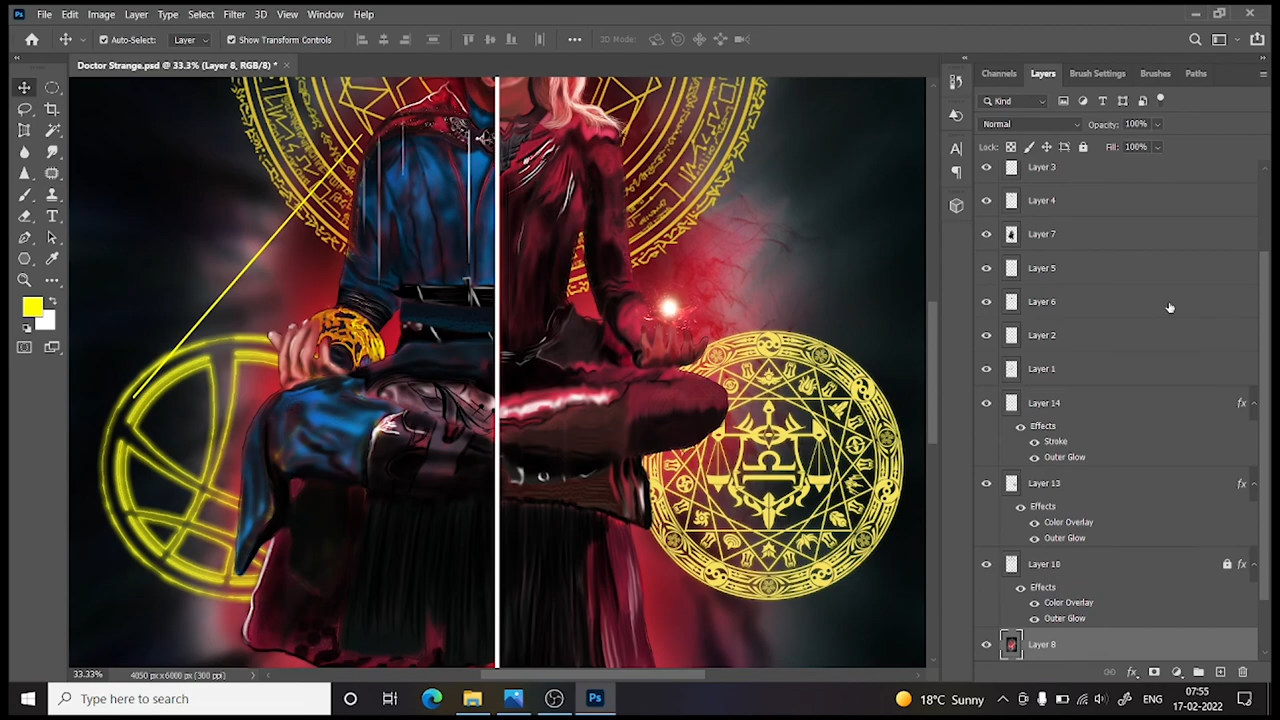 Ps File Edit Image Layer Type Select Filter 3D View Window Help
Auto-Select: Layer Show Transform Controls 3D Mode:
Doctor Strange.psd @ 33.3% (Layer 8, RGB/8) *
Channels Layers Brush Settings Brushes Paths
Kind
Normal Opacity: 100%
Lock: Fill: 100%
Layer 3
Layer 4
Layer 7
Layer 5
Layer 6
Layer 2
Layer 1
Layer 14 fx
Effects
Stroke
Outer Glow
Layer 13 fx
Effects
Color Overlay
Outer Glow
Layer 10 fx
Effects
Color Overlay
Outer Glow
Layer 8
33.33% 4050 px x 6000 px (300 ppi)
Type here to search
Ps
18°C Sunny
ENG
07:55
17-02-2022